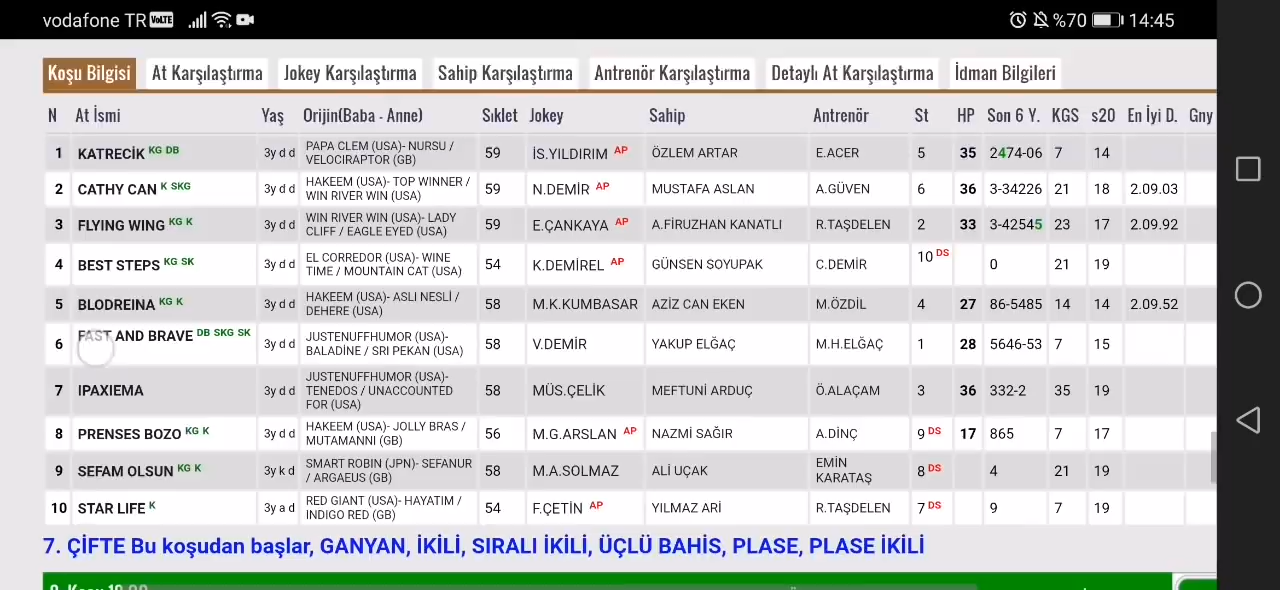 vodafone TR VoLTE %70 14:45
Koşu Bilgisi At Karşılaştırma Jokey Karşılaştırma Sahip Karşılaştırma Antrenör Karşılaştırma Detaylı At Karşılaştırma İdman Bilgileri
N At İsmi Yaş Orijin(Baba - Anne) Sıklet Jokey Sahip Antrenör St HP Son 6 Y. KGS s20 En İyi D. Gny
1 KATRECİK KG DB 3y d d PAPA CLEM (USA)- NURSU / VELOCIRAPTOR (GB) 59 İS.YILDIRIM AP ÖZLEM ARTAR E.ACER 5 35 2474-06 7 14
2 CATHY CAN K SKG 3y d d HAKEEM (USA)- TOP WINNER / WIN RIVER WIN (USA) 59 N.DEMİR AP MUSTAFA ASLAN A.GÜVEN 6 36 3-34226 21 18 2.09.03
3 FLYING WING KG K 3y d d WIN RIVER WIN (USA)- LADY CLIFF / EAGLE EYED (USA) 59 E.ÇANKAYA AP A.FİRUZHAN KANATLI R.TAŞDELEN 2 33 3-42545 23 17 2.09.92
4 BEST STEPS KG SK 3y d d EL CORREDOR (USA)- WINE TIME / MOUNTAIN CAT (USA) 54 K.DEMİREL AP GÜNSEN SOYUPAK C.DEMİR 10 DS 0 21 19
5 BLODREINA KG K 3y d d HAKEEM (USA)- ASLI NESLİ / DEHERE (USA) 58 M.K.KUMBASAR AZİZ CAN EKEN M.ÖZDİL 4 27 86-5485 14 14 2.09.52
6 FAST AND BRAVE DB SKG SK 3y d d JUSTENUFFHUMOR (USA)- BALADİNE / SRI PEKAN (USA) 58 V.DEMİR YAKUP ELĞAÇ M.H.ELĞAÇ 1 28 5646-53 7 15
7 IPAXIEMA 3y d d JUSTENUFFHUMOR (USA)- TENEDOS / UNACCOUNTED FOR (USA) 58 MÜS.ÇELİK MEFTUNİ ARDUÇ Ö.ALAÇAM 3 36 332-2 35 19
8 PRENSES BOZO KG K 3y d d HAKEEM (USA)- JOLLY BRAS / MUTAMANNI (GB) 56 M.G.ARSLAN AP NAZMİ SAĞIR A.DİNÇ 9 DS 17 865 7 17
9 SEFAM OLSUN KG K 3y k d SMART ROBIN (JPN)- SEFANUR / ARGAEUS (GB) 58 M.A.SOLMAZ ALİ UÇAK EMİN KARATAŞ 8 DS 4 21 19
10 STAR LIFE K 3y a d RED GIANT (USA)- HAYATIM / INDIGO RED (GB) 54 F.ÇETİN AP YILMAZ ARİ R.TAŞDELEN 7 DS 9 7 19
7. ÇİFTE Bu koşudan başlar, GANYAN, İKİLİ, SIRALI İKİLİ, ÜÇLÜ BAHİS, PLASE, PLASE İKİLİ